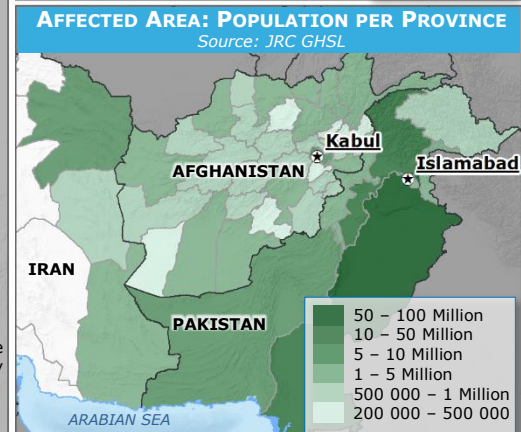 AFFECTED AREA: POPULATION PER PROVINCE
Source: JRC GHSL
Kabul
AFGHANISTAN
Islamabad
IRAN
PAKISTAN
50 – 100 Million
10 – 50 Million
5 – 10 Million
1 – 5 Million
500 000 – 1 Million
200 000 – 500 000
ARABIAN SEA